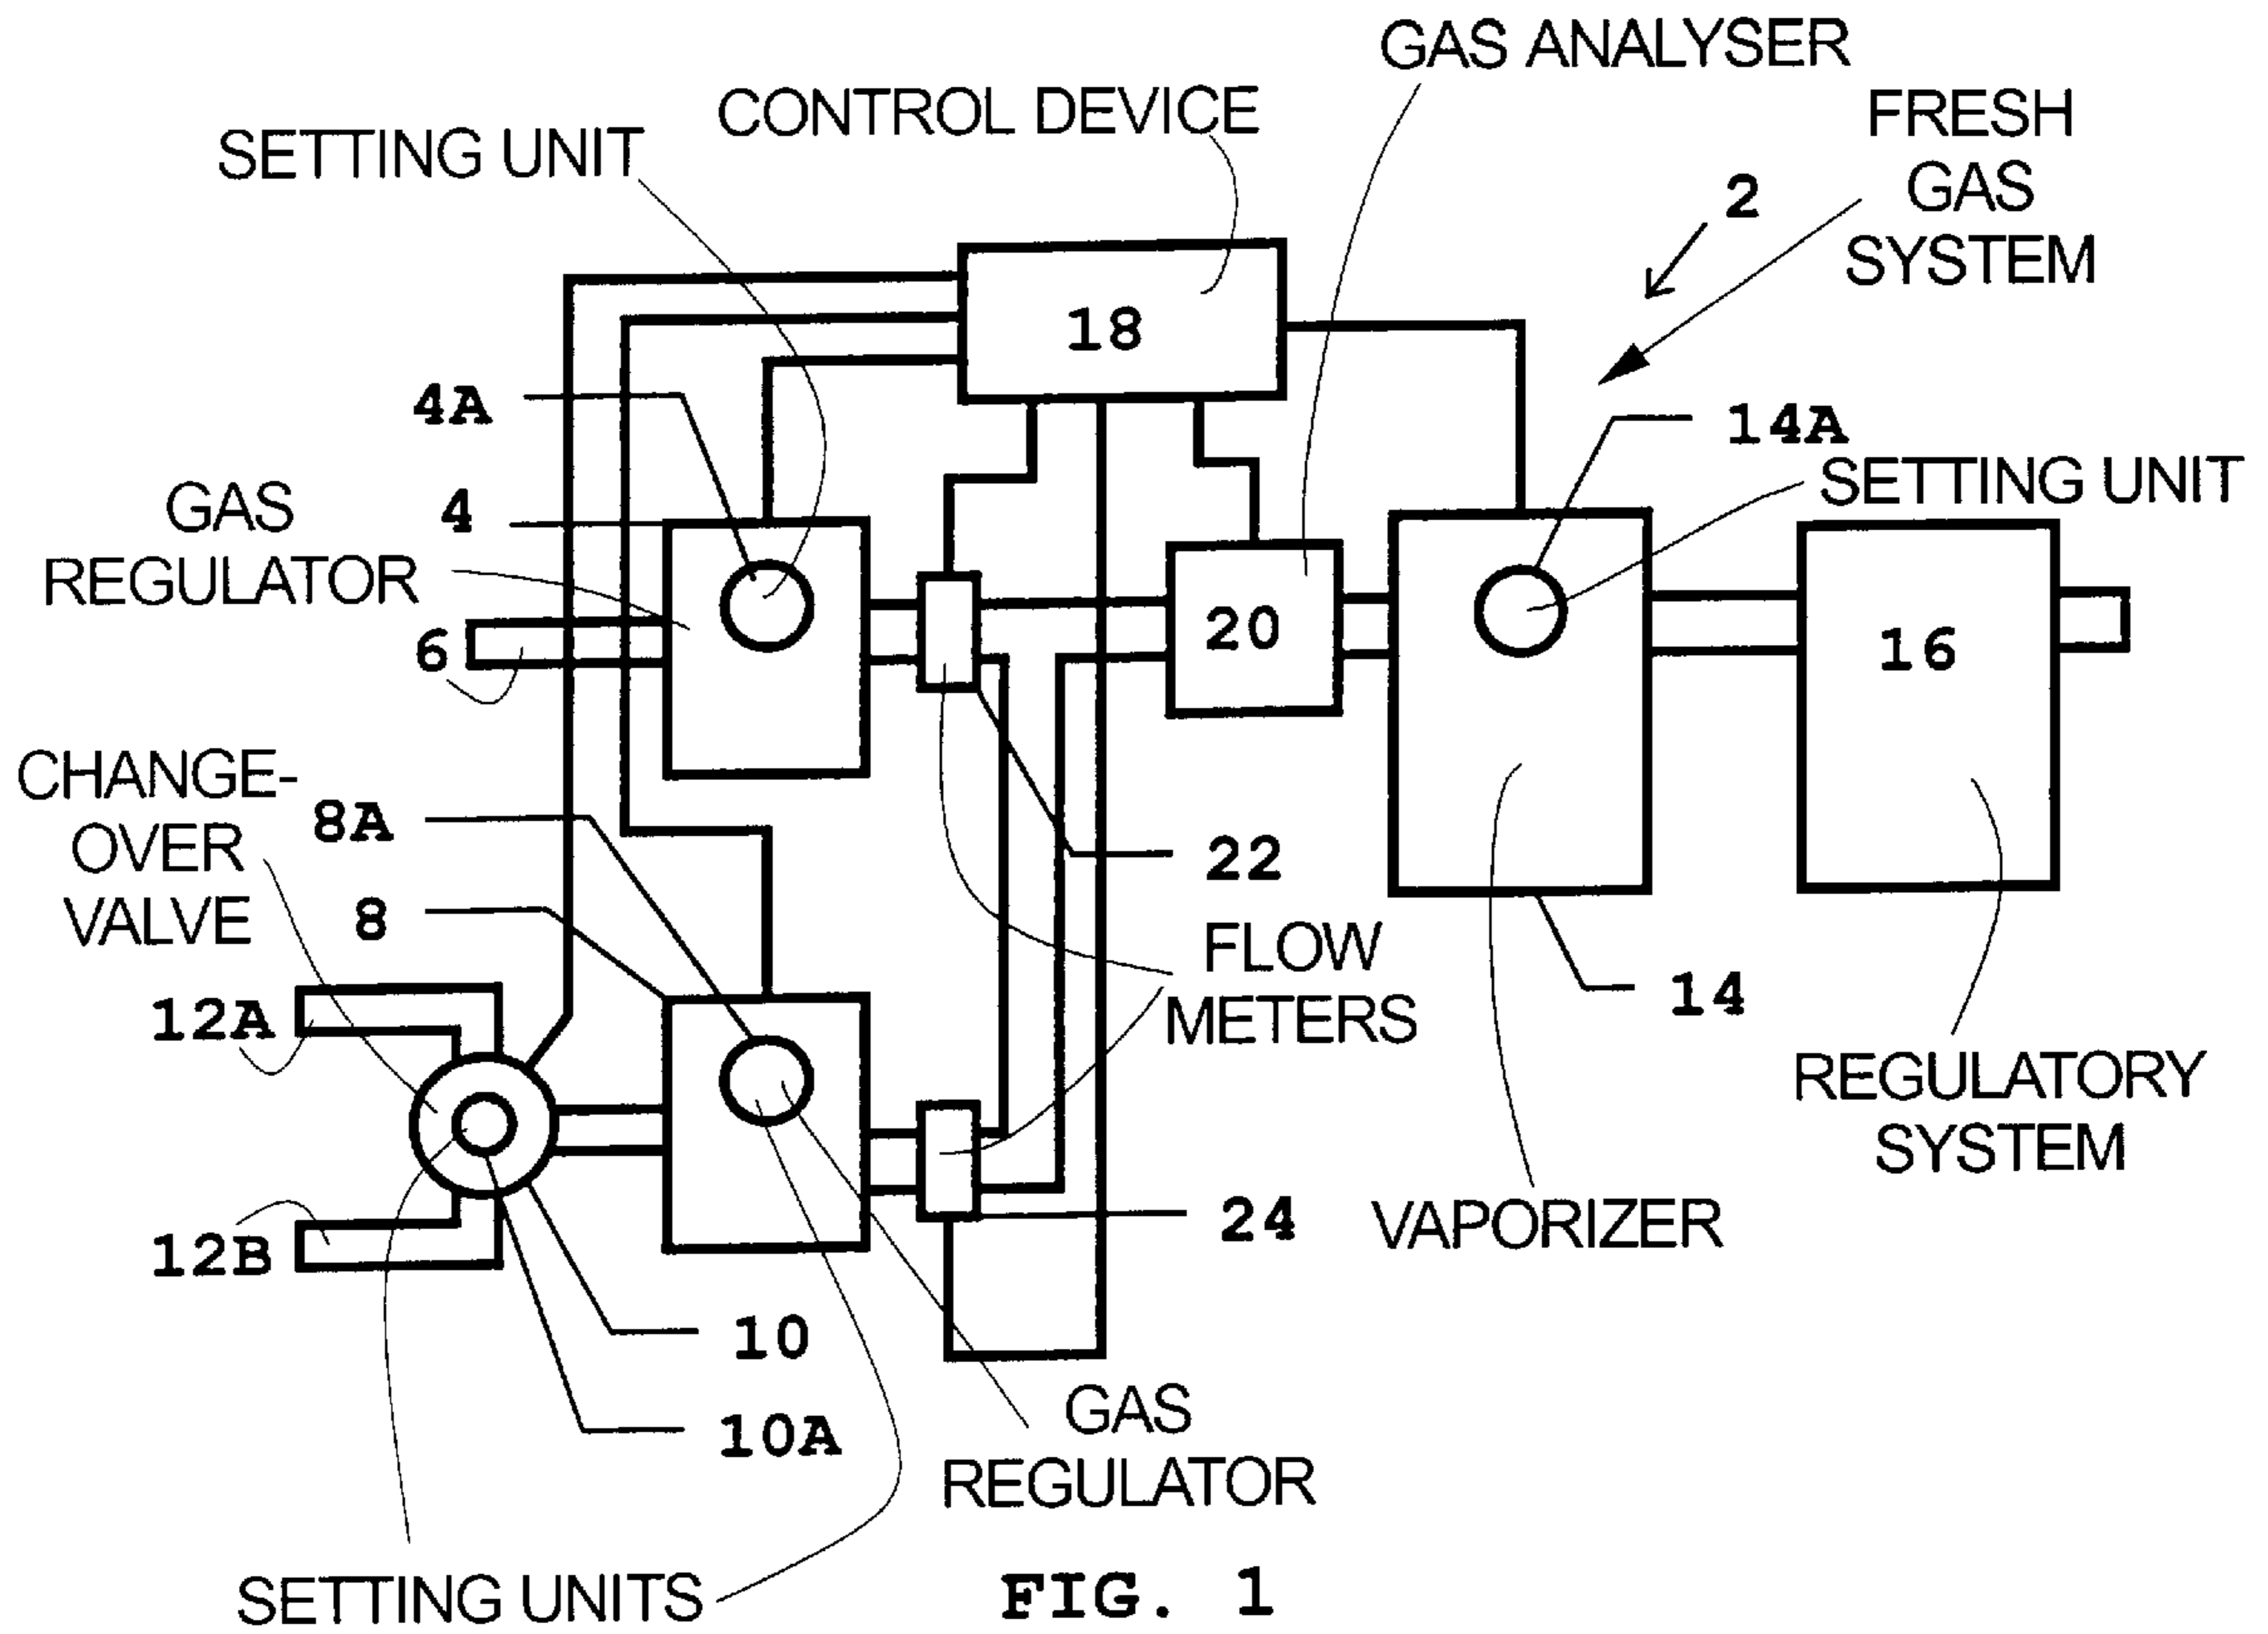 GAS ANALYSER
CONTROL DEVICE
SETTING UNIT
FRESH
GAS
SYSTEM
2
18
4A
14A
SETTING UNIT
GAS
REGULATOR
4
6
20
16
CHANGE-
OVER
VALVE
8A
8
22
FLOW
METERS
14
12A
REGULATORY
SYSTEM
VAPORIZER
24
12B
10
10A
GAS
REGULATOR
SETTING UNITS
FIG. 1